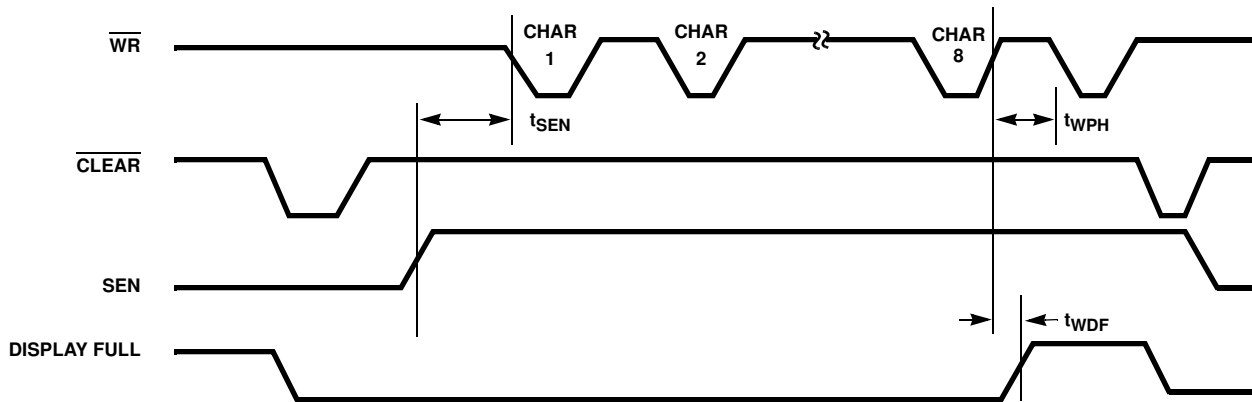 WR
CHAR
1
CHAR
2
CHAR
8
tSEN
tWPH
CLEAR
SEN
tWDF
DISPLAY FULL